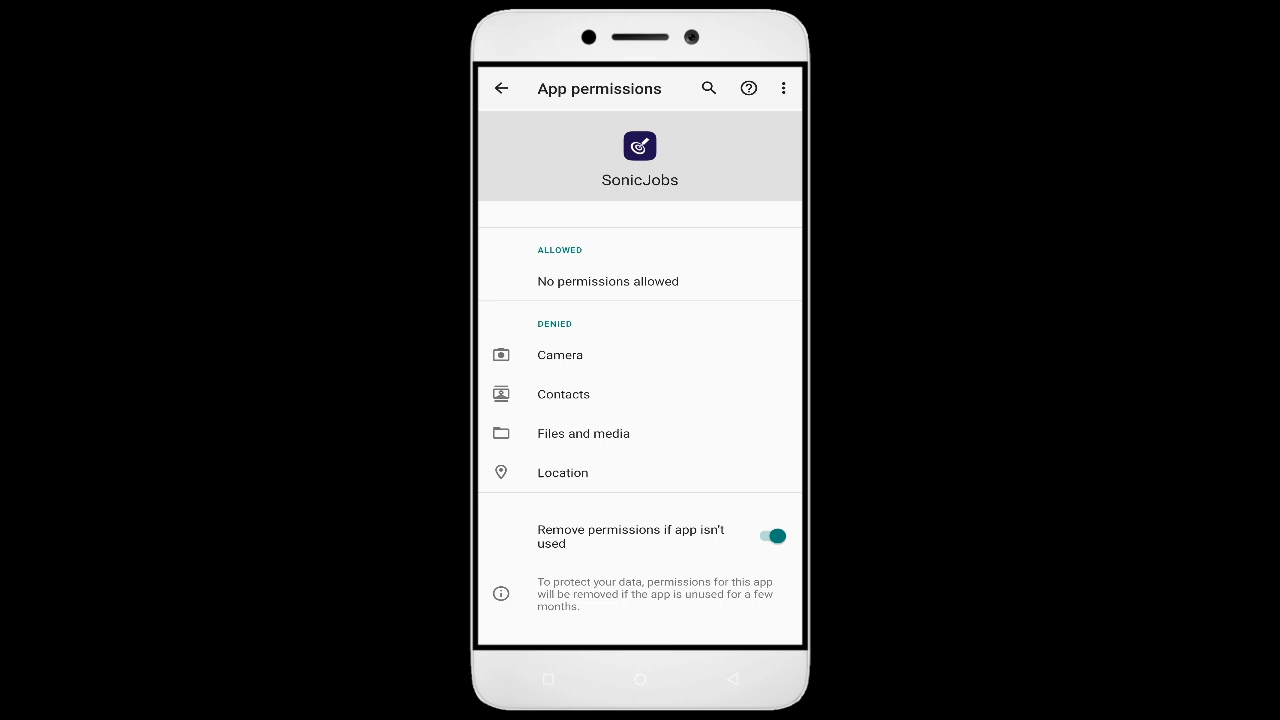 App permissions
SonicJobs
ALLOWED
No permissions allowed
DENIED
Camera
Contacts
Files and media
Location
Remove permissions if app isn't
used
To protect your data, permissions for this app
will be removed if the app is unused for a few
months.